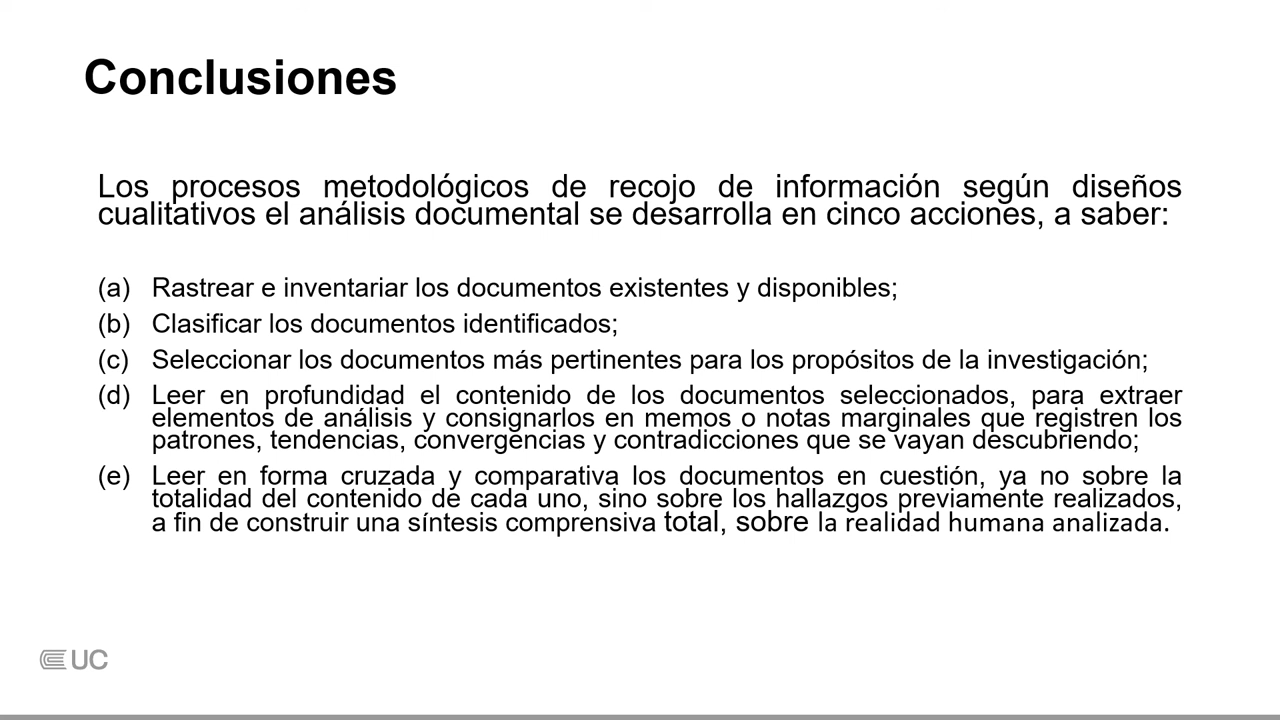 Conclusiones
Los procesos metodológicos de recojo de información según diseños
cualitativos el análisis documental se desarrolla en cinco acciones, a saber:
(a) Rastrear e inventariar los documentos existentes y disponibles;
(b) Clasificar los documentos identificados;
(c) Seleccionar los documentos más pertinentes para los propósitos de la investigación;
(d) Leer en profundidad el contenido de los documentos seleccionados, para extraer
elementos de análisis y consignarlos en memos o notas marginales que registren los
patrones, tendencias, convergencias y contradicciones que se vayan descubriendo;
(e) Leer en forma cruzada y comparativa los documentos en cuestión, ya no sobre la
totalidad del contenido de cada uno, sino sobre los hallazgos previamente realizados,
a fin de construir una síntesis comprensiva total, sobre la realidad humana analizada.
UC